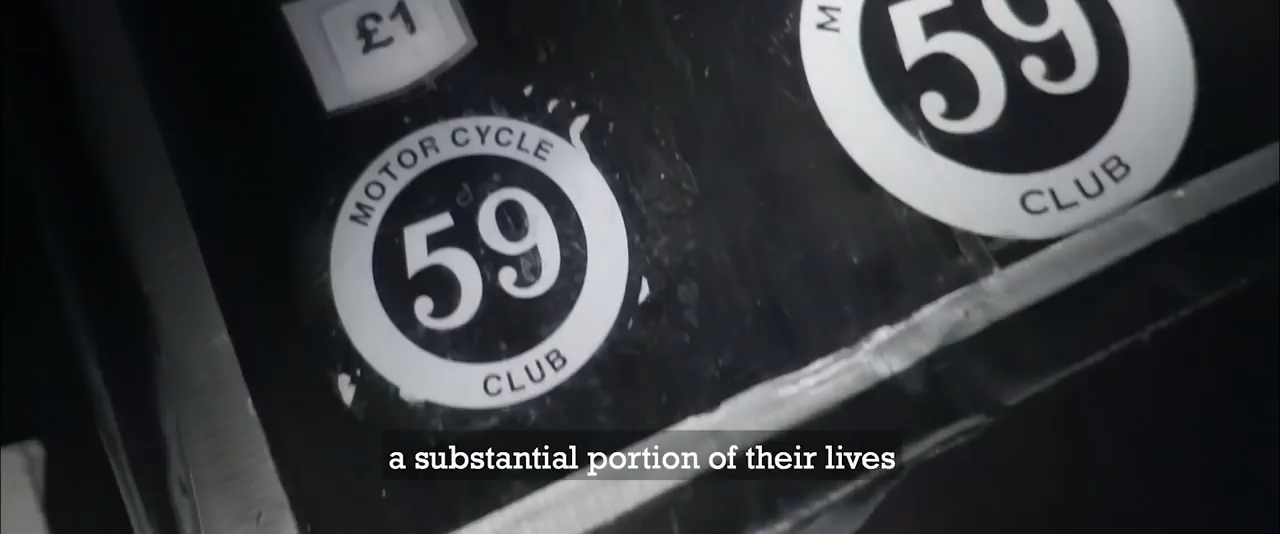 £1
MOTOR CYCLE
59
CLUB
M
59
CLUB
a substantial portion of their lives